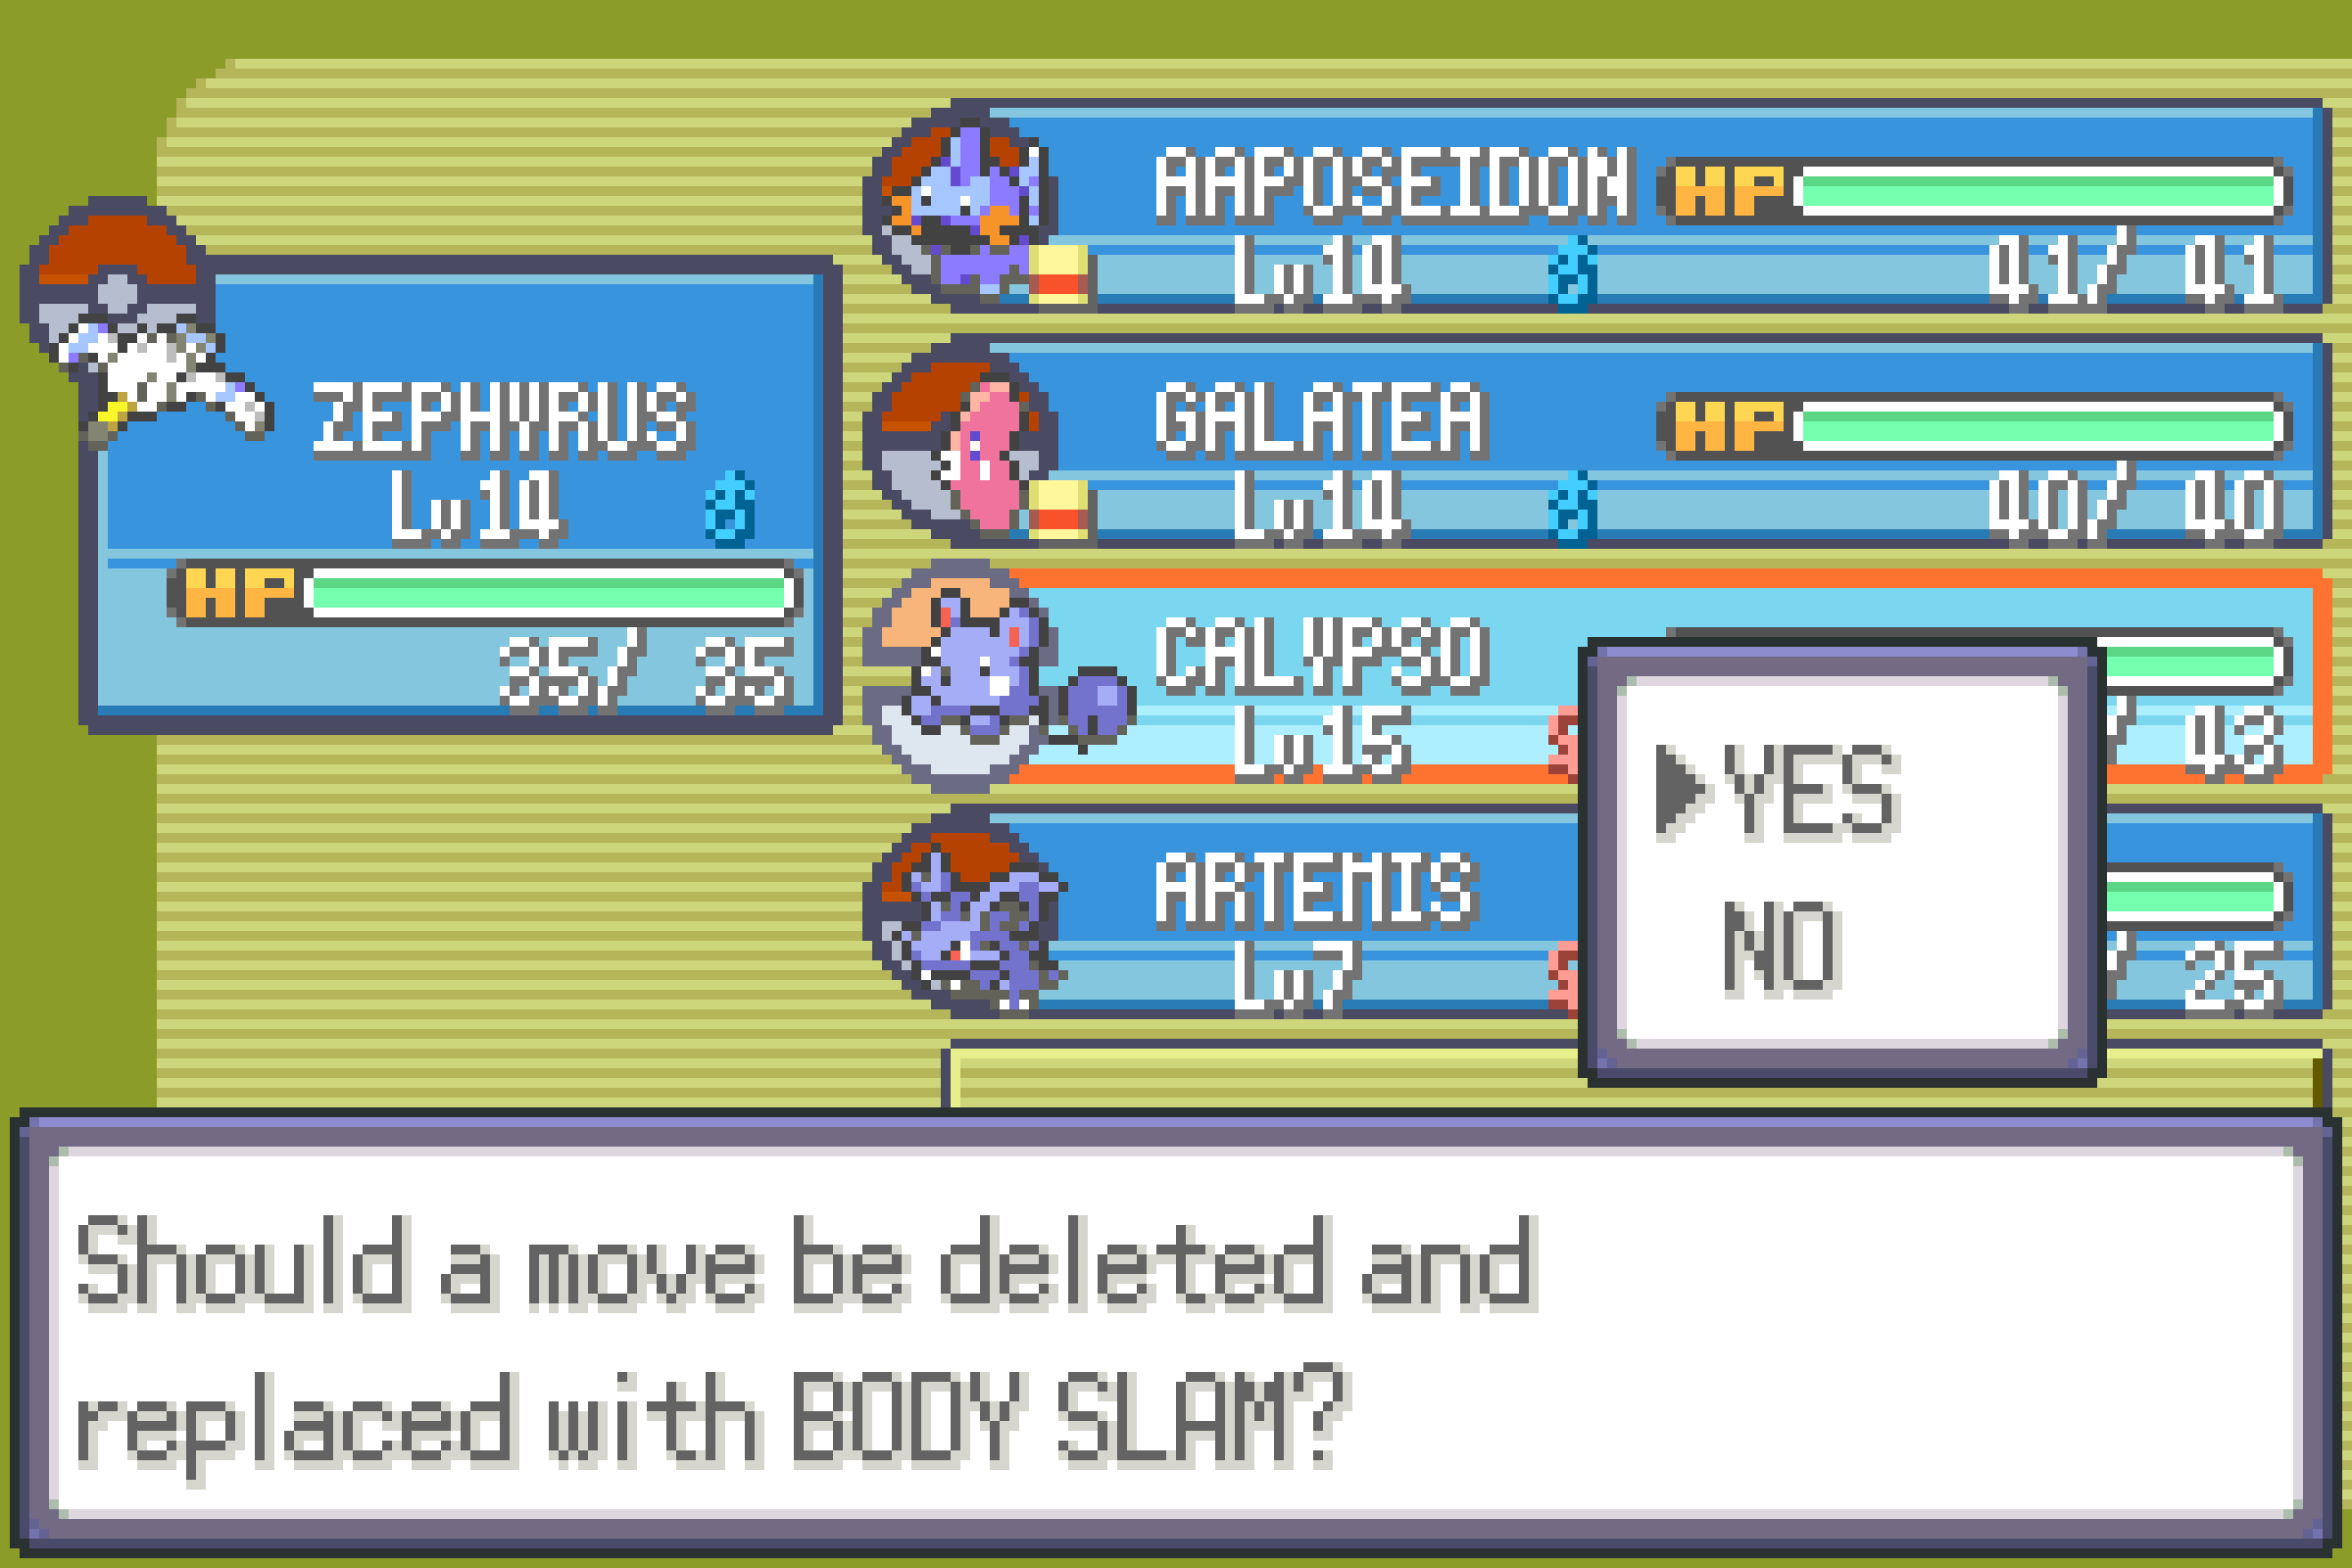 ZEPHYRUS
Lv14 ♂
HP
35/ 35
AAPOSEIDON HP
Lv14 ♂ 41/ 41
GALATEA HP
Lv14 ♂ 40/ 40
CALYPSO
Lv15 / 43
ARTEMIS
Lv7 / 25
▶YES
NO
Should a move be deleted and
replaced with BODY SLAM?